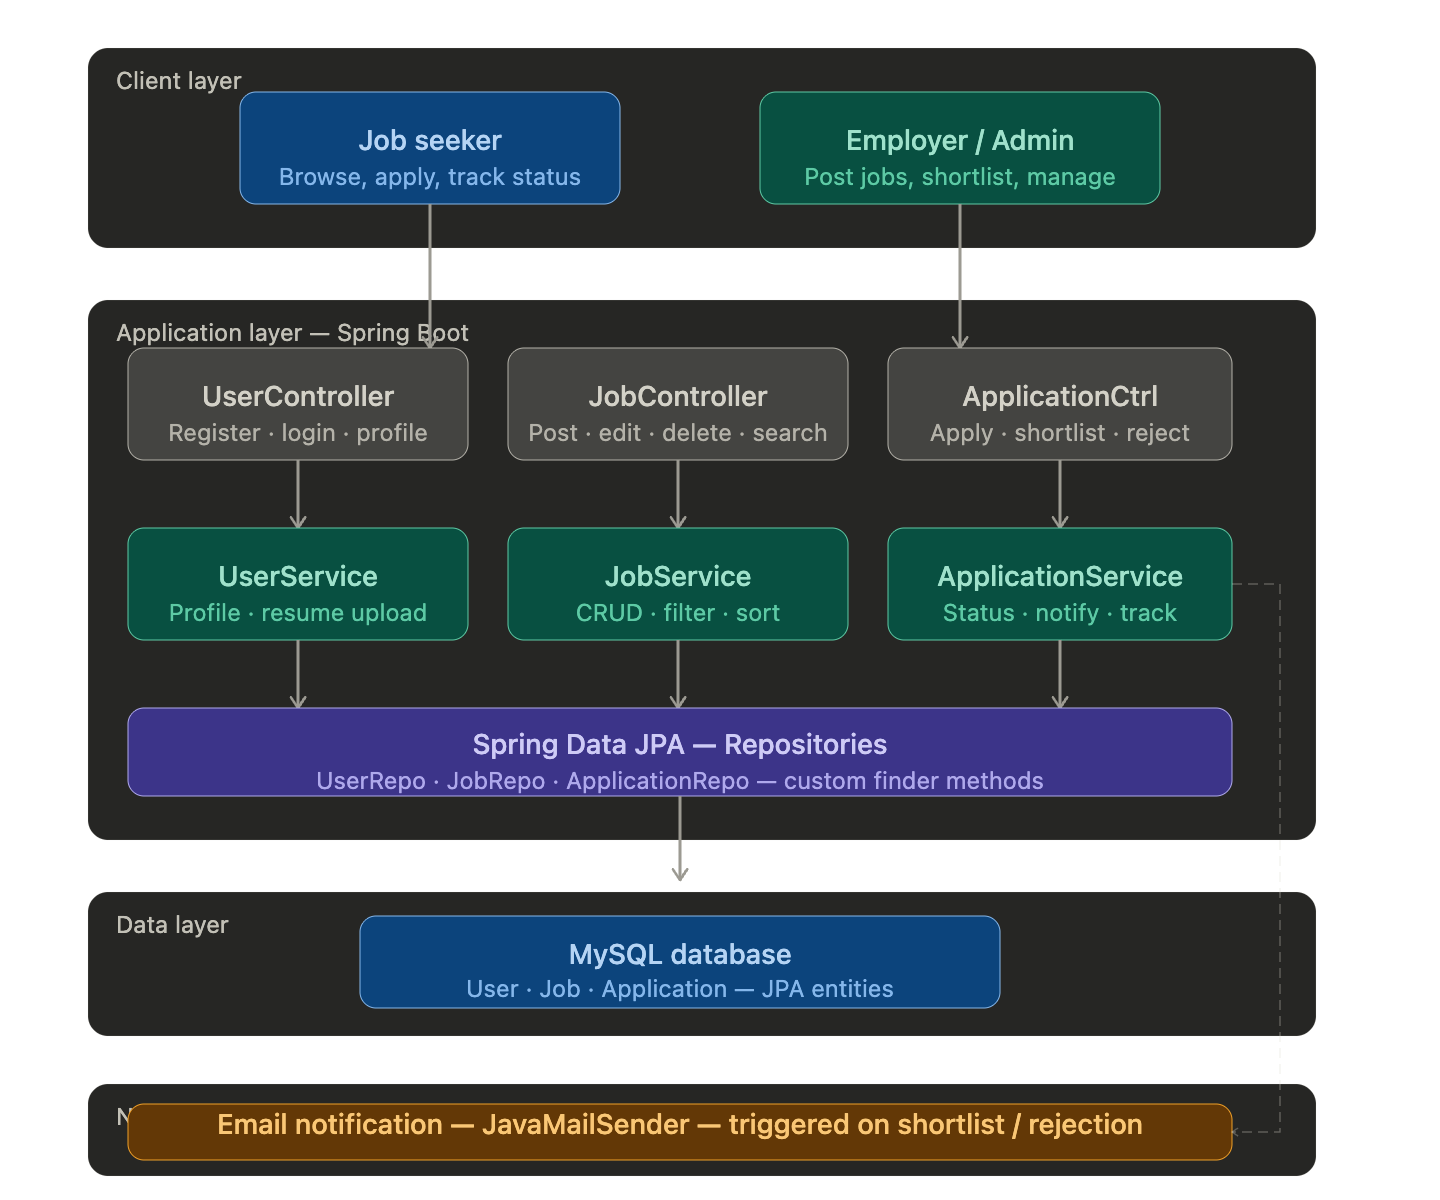 Client layer
Job seeker
Browse, apply, track status
Employer / Admin
Post jobs, shortlist, manage
Application layer — Spring Boot
UserController
Register · login · profile
JobController
Post · edit · delete · search
ApplicationCtrl
Apply · shortlist · reject
UserService
Profile · resume upload
JobService
CRUD · filter · sort
ApplicationService
Status · notify · track
Spring Data JPA — Repositories
UserRepo · JobRepo · ApplicationRepo — custom finder methods
Data layer
MySQL database
User · Job · Application — JPA entities
Email notification — JavaMailSender — triggered on shortlist / rejection